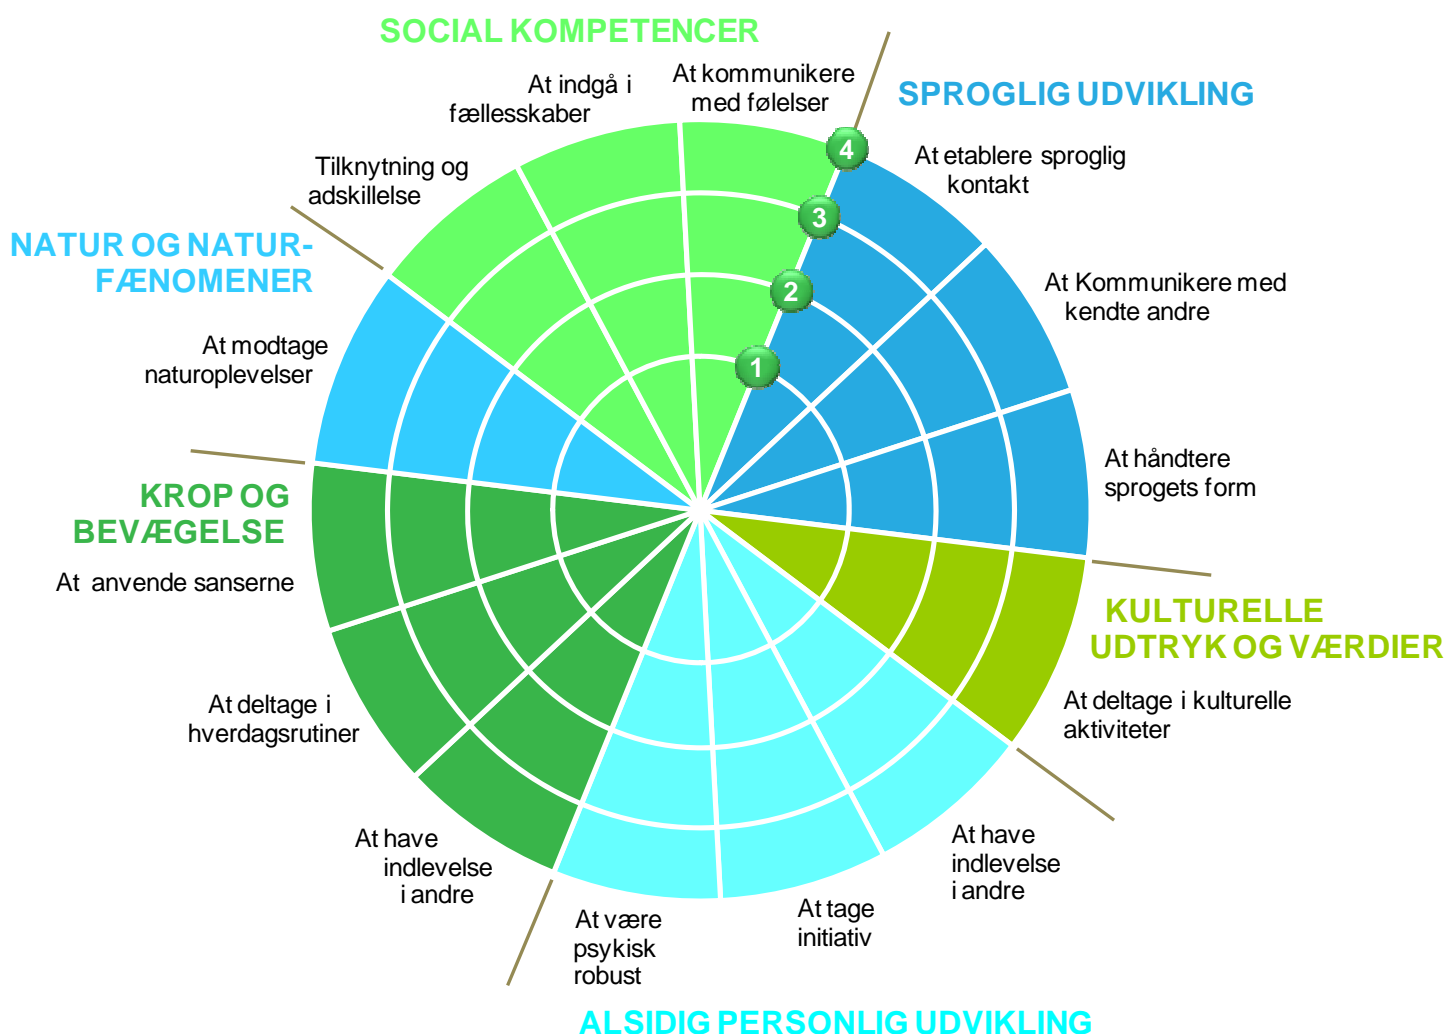 SOCIAL KOMPETENCER
At indgå i
fællesskaber
At kommunikere
med følelser
Tilknytning og
adskillelse
SPROGLIG UDVIKLING
At etablere sproglig
kontakt
At Kommunikere med
kendte andre
At håndtere
sprogets form
4
3
2
1
NATUR OG NATUR-
FÆNOMENER
At modtage
naturoplevelser
KROP OG
BEVÆGELSE
At anvende sanserne
At deltage i
hverdagsrutiner
At have
indlevelse
i andre
KULTURELLE
UDTRYK OG VÆRDIER
At deltage i kulturelle
aktiviteter
At have
indlevelse
i andre
At tage
initiativ
At være
psykisk
robust
ALSIDIG PERSONLIG UDVIKLING